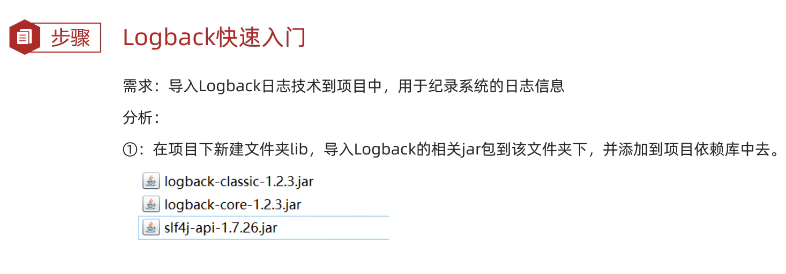 步骤
Logback快速入门
需求：导入Logback日志技术到项目中，用于纪录系统的日志信息
分析：
①：在项目下新建文件夹lib，导入Logback的相关jar包到该文件夹下，并添加到项目依赖库中去。
logback-classic-1.2.3.jar
logback-core-1.2.3.jar
slf4j-api-1.7.26.jar